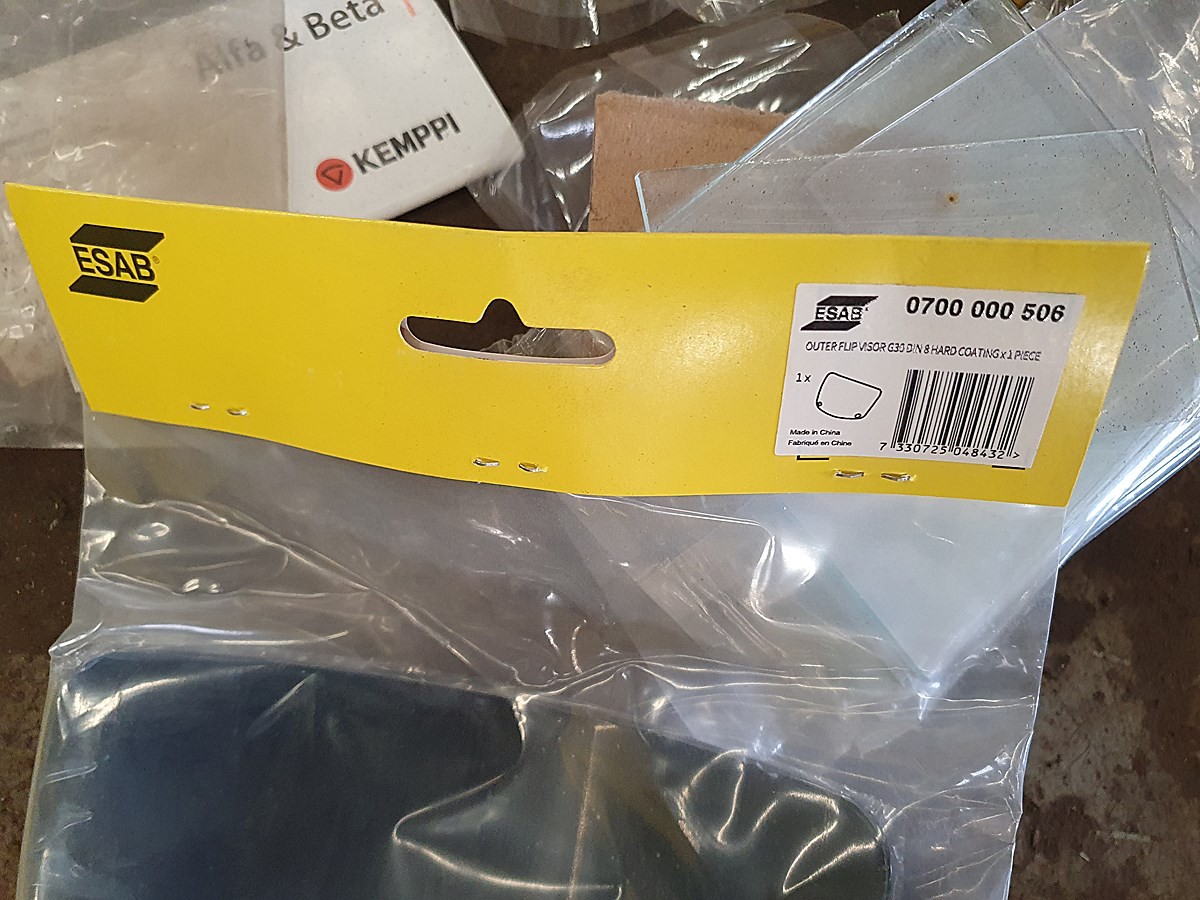 Alfa & Beta
KEMPPI
ESAB®
ESAB®
0700 000 506
OUTER FLIP VISOR G30 DIN 8 HARD COATING x 1 PIECE
1 x
Made in China
Fabriqué en Chine
7 330725 048432 >